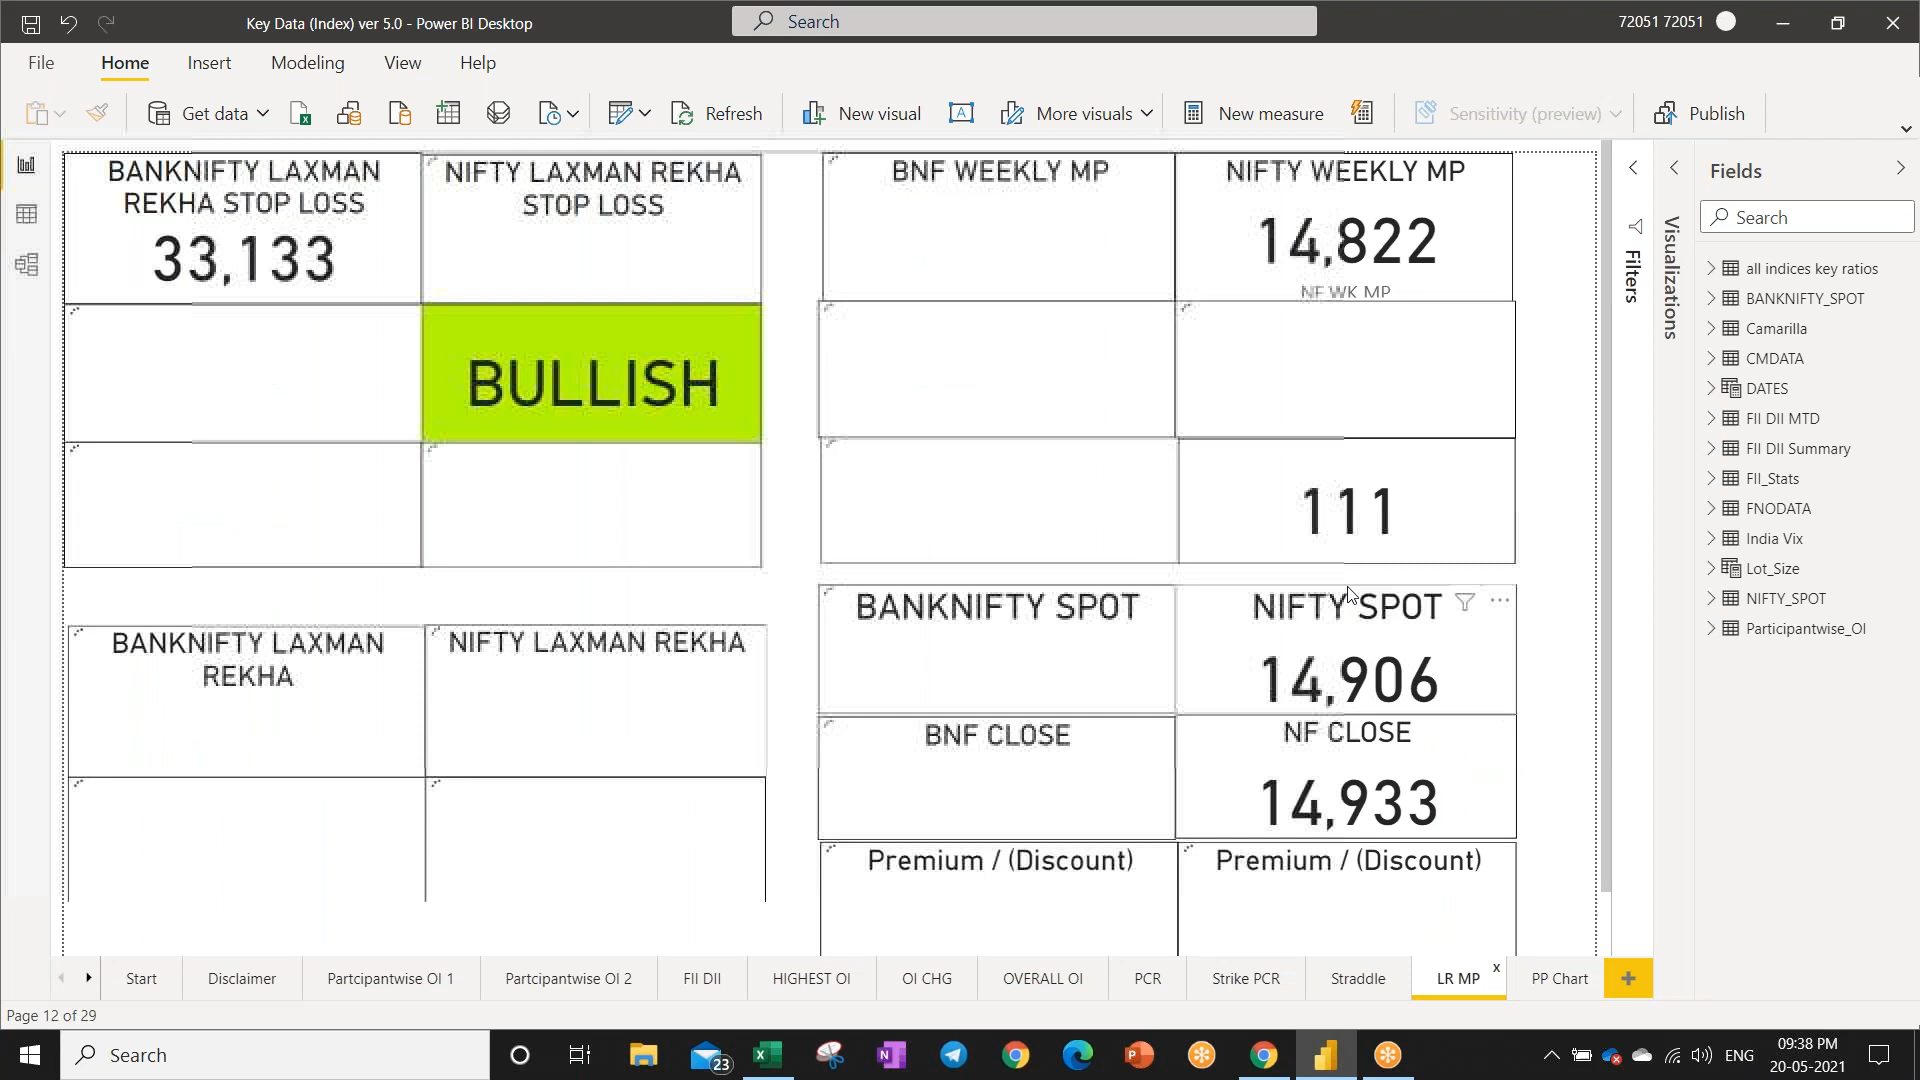 Key Data (Index) ver 5.0 - Power BI Desktop
Search
72051 72051
File
Home
Insert
Modeling
View
Help
Get data
Refresh
New visual
More visuals
New measure
Sensitivity (preview)
Publish
BANKNIFTY LAXMAN
REKHA STOP LOSS
33,133
NIFTY LAXMAN REKHA
STOP LOSS
BULLISH
BANKNIFTY LAXMAN
REKHA
NIFTY LAXMAN REKHA
BNF WEEKLY MP
NIFTY WEEKLY MP
14,822
NF WK MP
111
BANKNIFTY SPOT
NIFTY SPOT
14,906
BNF CLOSE
NF CLOSE
14,933
Premium / (Discount)
Premium / (Discount)
Filters
Visualizations
Fields
Search
all indices key ratios
BANKNIFTY_SPOT
Camarilla
CMDATA
DATES
FII DII MTD
FII DII Summary
FII_Stats
FNODATA
India Vix
Lot_Size
NIFTY_SPOT
Participantwise_OI
Start
Disclaimer
Partcipantwise OI 1
Partcipantwise OI 2
FII DII
HIGHEST OI
OI CHG
OVERALL OI
PCR
Strike PCR
Straddle
LR MP
x
PP Chart
Page 12 of 29
Search
23
ENG
09:38 PM
20-05-2021